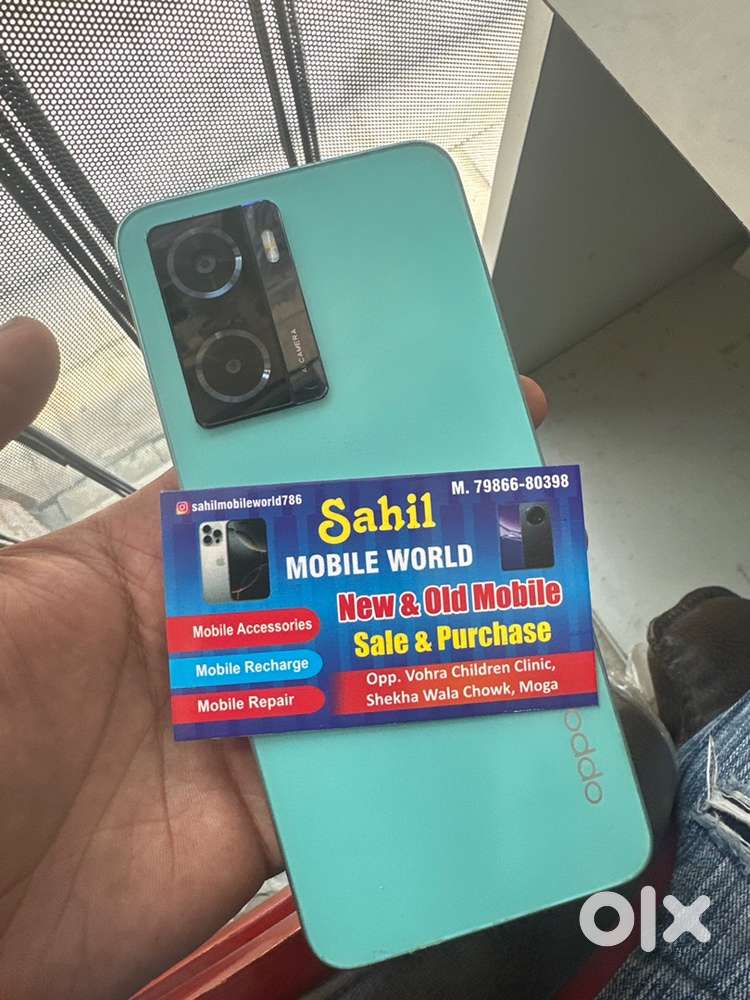 AI CAMERA
sahilmobileworld786
M. 79866-80398
Sahil
MOBILE WORLD
New & Old Mobile
Sale & Purchase
Mobile Accessories
Mobile Recharge
Mobile Repair
Opp. Vohra Children Clinic,
Shekha Wala Chowk, Moga
oppo
olx